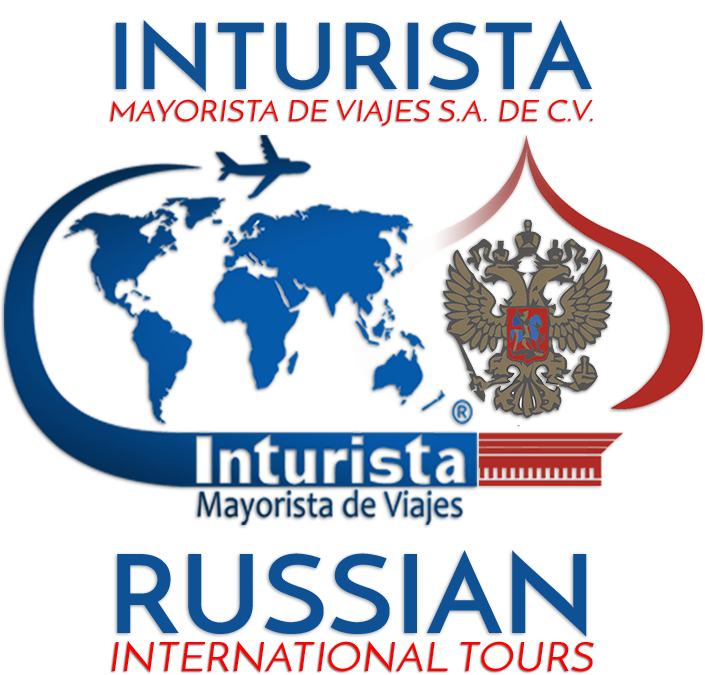 INTURISTA
MAYORISTA DE VIAJES S.A. DE C.V.
®
Inturista
Mayorista de Viajes
RUSSIAN
INTERNATIONAL TOURS